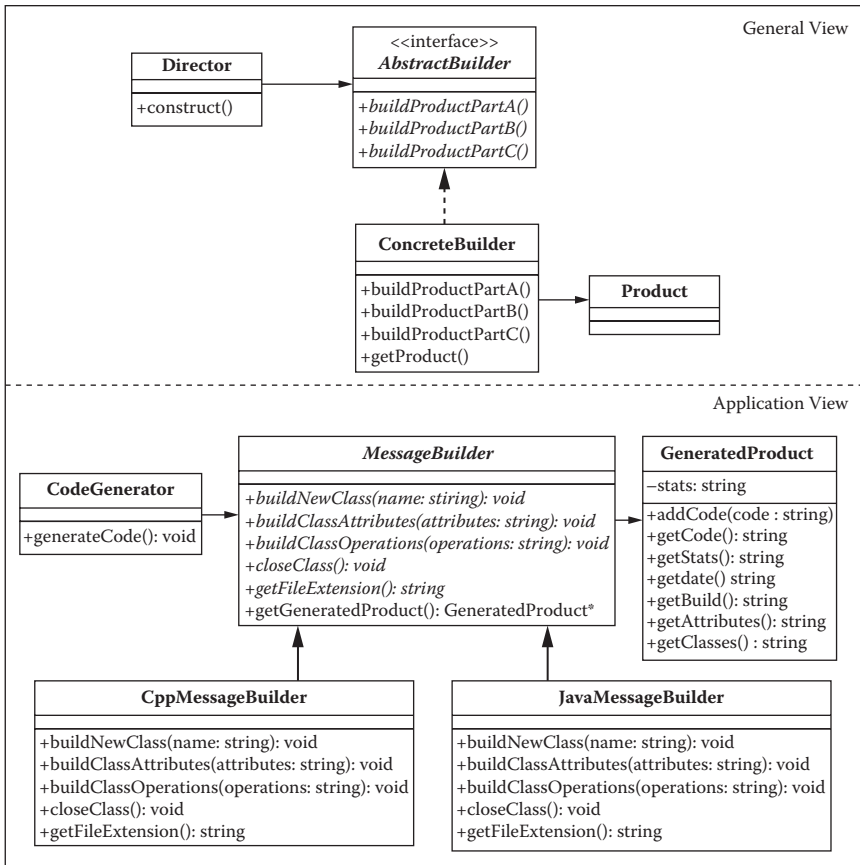 General View
<<interface>>
AbstractBuilder
+buildProductPartA()
+buildProductPartB()
+buildProductPartC()
Director
+construct()
ConcreteBuilder
+buildProductPartA()
+buildProductPartB()
+buildProductPartC()
+getProduct()
Product
Application View
MessageBuilder
+buildNewClass(name: stiring): void
+buildClassAttributes(attributes: string): void
+buildClassOperations(operations: string): void
+closeClass(): void
+getFileExtension(): string
+getGeneratedProduct(): GeneratedProduct*
GeneratedProduct
–stats: string
+addCode(code : string)
+getCode(): string
+getStats(): string
+getdate() string
+getBuild(): string
+getAttributes(): string
+getClasses() : string
CodeGenerator
+generateCode(): void
CppMessageBuilder
+buildNewClass(name: string): void
+buildClassAttributes(attributes: string): void
+buildClassOperations(operations: string): void
+closeClass(): void
+getFileExtension(): string
JavaMessageBuilder
+buildNewClass(name: string): void
+buildClassAttributes(attributes: string): void
+buildClassOperations(operations: string): void
+closeClass(): void
+getFileExtension(): string